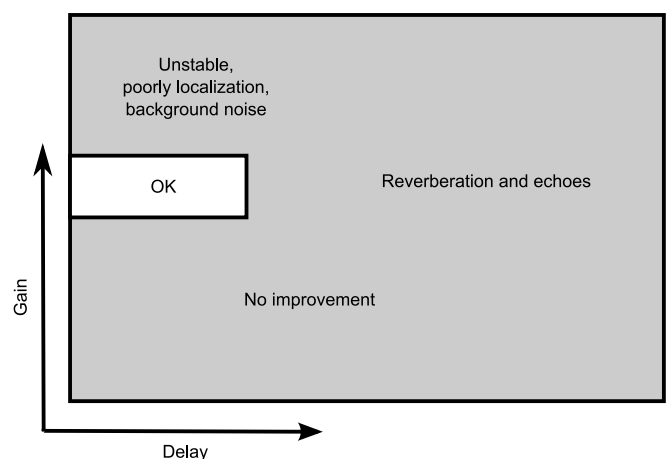 Unstable,
poorly localization,
background noise
OK
Reverberation and echoes
No improvement
Gain
Delay